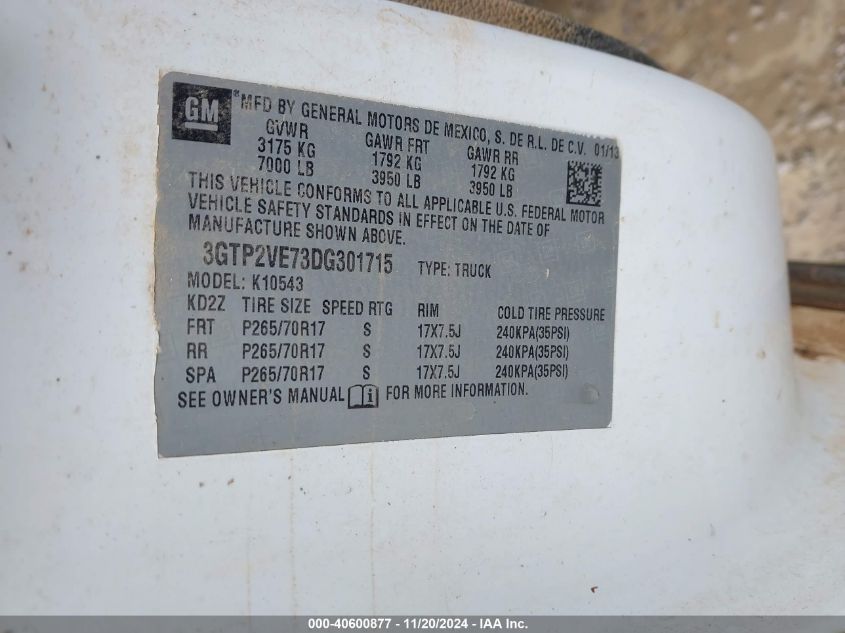 GM
*MFD BY GENERAL MOTORS DE MEXICO, S. DE R.L. DE C.V. 01/13
GVWR GAWR FRT GAWR RR
3175 KG 1792 KG 1792 KG
7000 LB 3950 LB 3950 LB
THIS VEHICLE CONFORMS TO ALL APPLICABLE U.S. FEDERAL MOTOR
VEHICLE SAFETY STANDARDS IN EFFECT ON THE DATE OF
MANUFACTURE SHOWN ABOVE.
3GTP2VE73DG301715 TYPE: TRUCK
MODEL: K10543
KD2Z TIRE SIZE SPEED RTG RIM COLD TIRE PRESSURE
FRT P265/70R17 S 17X7.5J 240KPA(35PSI)
RR P265/70R17 S 17X7.5J 240KPA(35PSI)
SPA P265/70R17 S 17X7.5J 240KPA(35PSI)
SEE OWNER'S MANUAL FOR MORE INFORMATION.
000-40600877 - 11/20/2024 - IAA Inc.